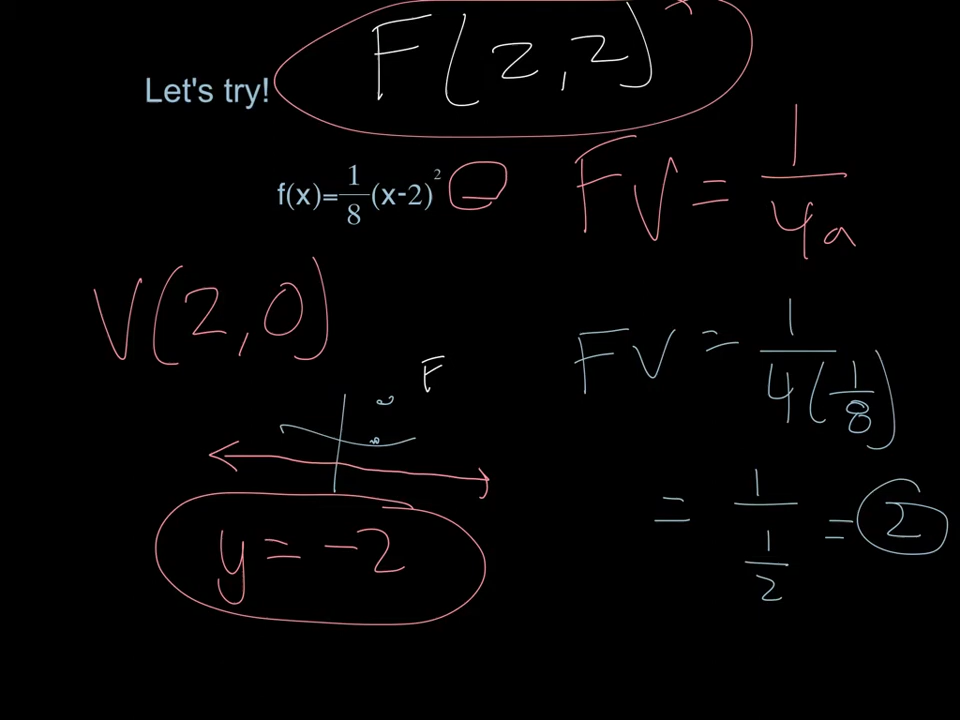 F(2,2)
Let's try!
f(x)=1/8(x-2)²
FV = 1/4a
V(2,0)
FV = 1/4(1/8)
F
= 1/(1/2) = 2
y = -2